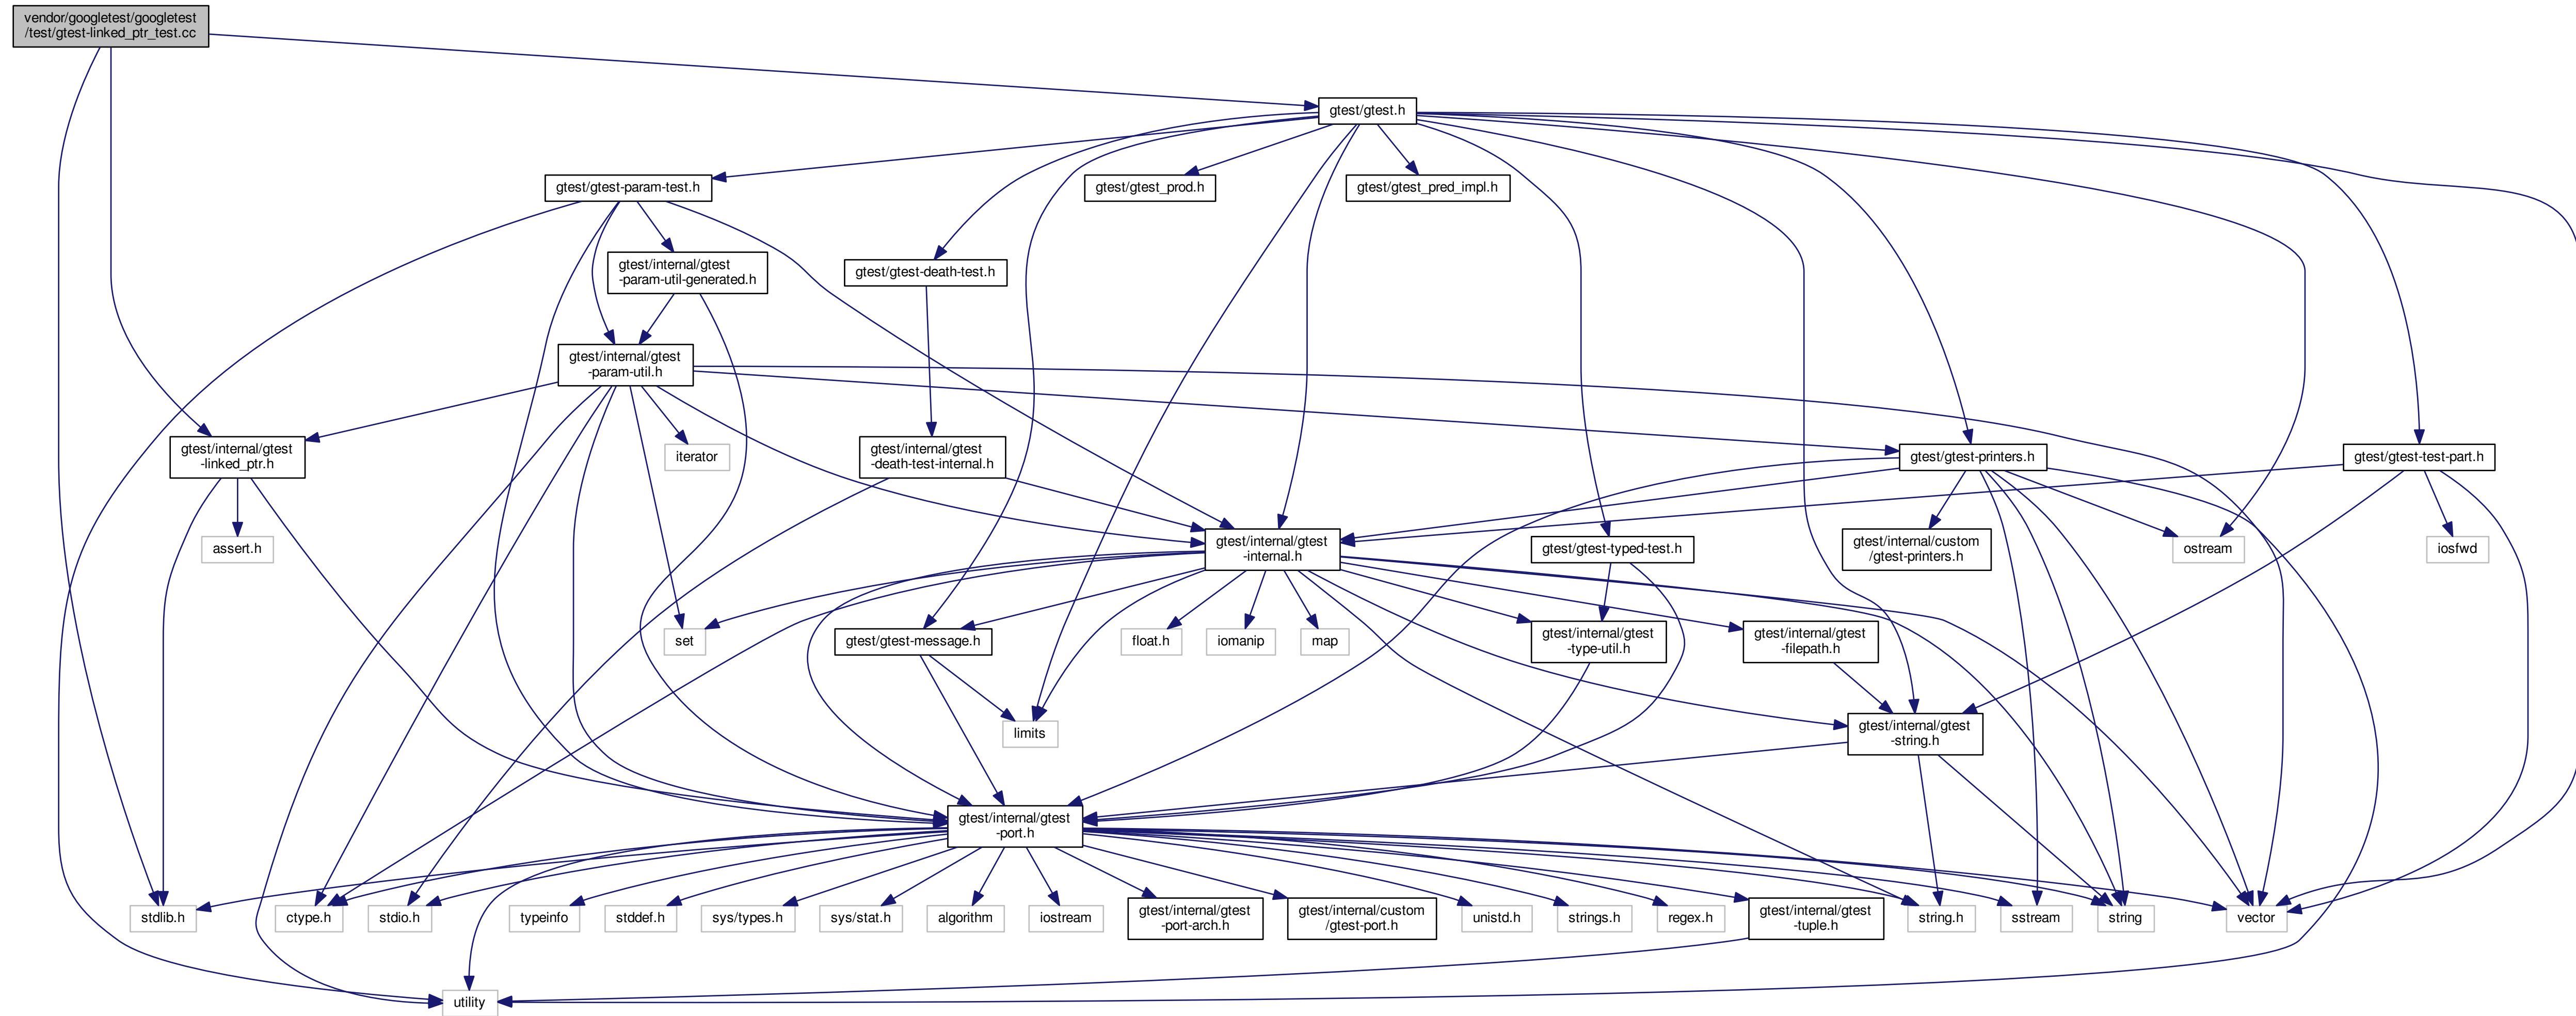 vendor/googletest/googletest
/test/gtest-linked_ptr_test.cc
gtest/gtest.h
gtest/gtest-param-test.h
gtest/gtest_prod.h
gtest/gtest_pred_impl.h
gtest/internal/gtest
-param-util-generated.h
gtest/gtest-death-test.h
gtest/internal/gtest
-param-util.h
gtest/internal/gtest
-linked_ptr.h
iterator
gtest/internal/gtest
-death-test-internal.h
gtest/gtest-printers.h
gtest/gtest-test-part.h
assert.h
gtest/internal/gtest
-internal.h
gtest/gtest-typed-test.h
gtest/internal/custom
/gtest-printers.h
ostream
iosfwd
set
gtest/gtest-message.h
float.h
iomanip
map
gtest/internal/gtest
-type-util.h
gtest/internal/gtest
-filepath.h
limits
gtest/internal/gtest
-string.h
gtest/internal/gtest
-port.h
stdlib.h
ctype.h
stdio.h
typeinfo
stddef.h
sys/types.h
sys/stat.h
algorithm
iostream
gtest/internal/gtest
-port-arch.h
gtest/internal/custom
/gtest-port.h
unistd.h
strings.h
regex.h
gtest/internal/gtest
-tuple.h
string.h
sstream
string
vector
utility